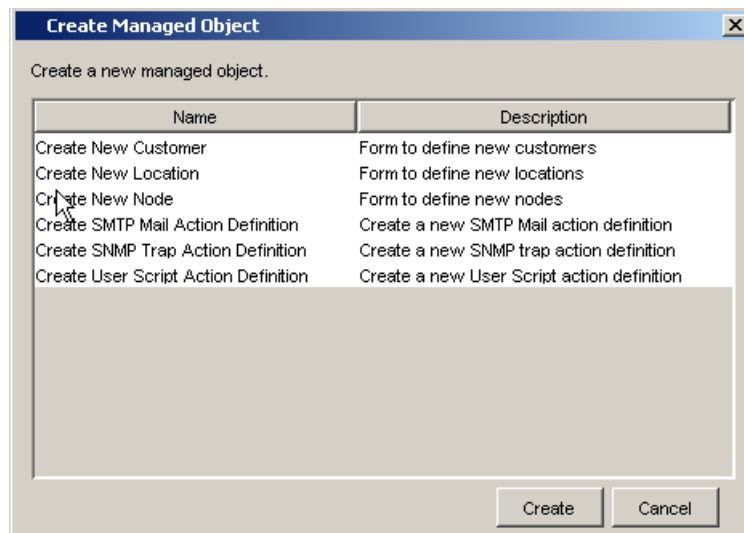 Create Managed Object
Create a new managed object.
Name Description
Create New Customer Form to define new customers
Create New Location Form to define new locations
Create New Node Form to define new nodes
Create SMTP Mail Action Definition Create a new SMTP Mail action definition
Create SNMP Trap Action Definition Create a new SNMP trap action definition
Create User Script Action Definition Create a new User Script action definition
Create Cancel